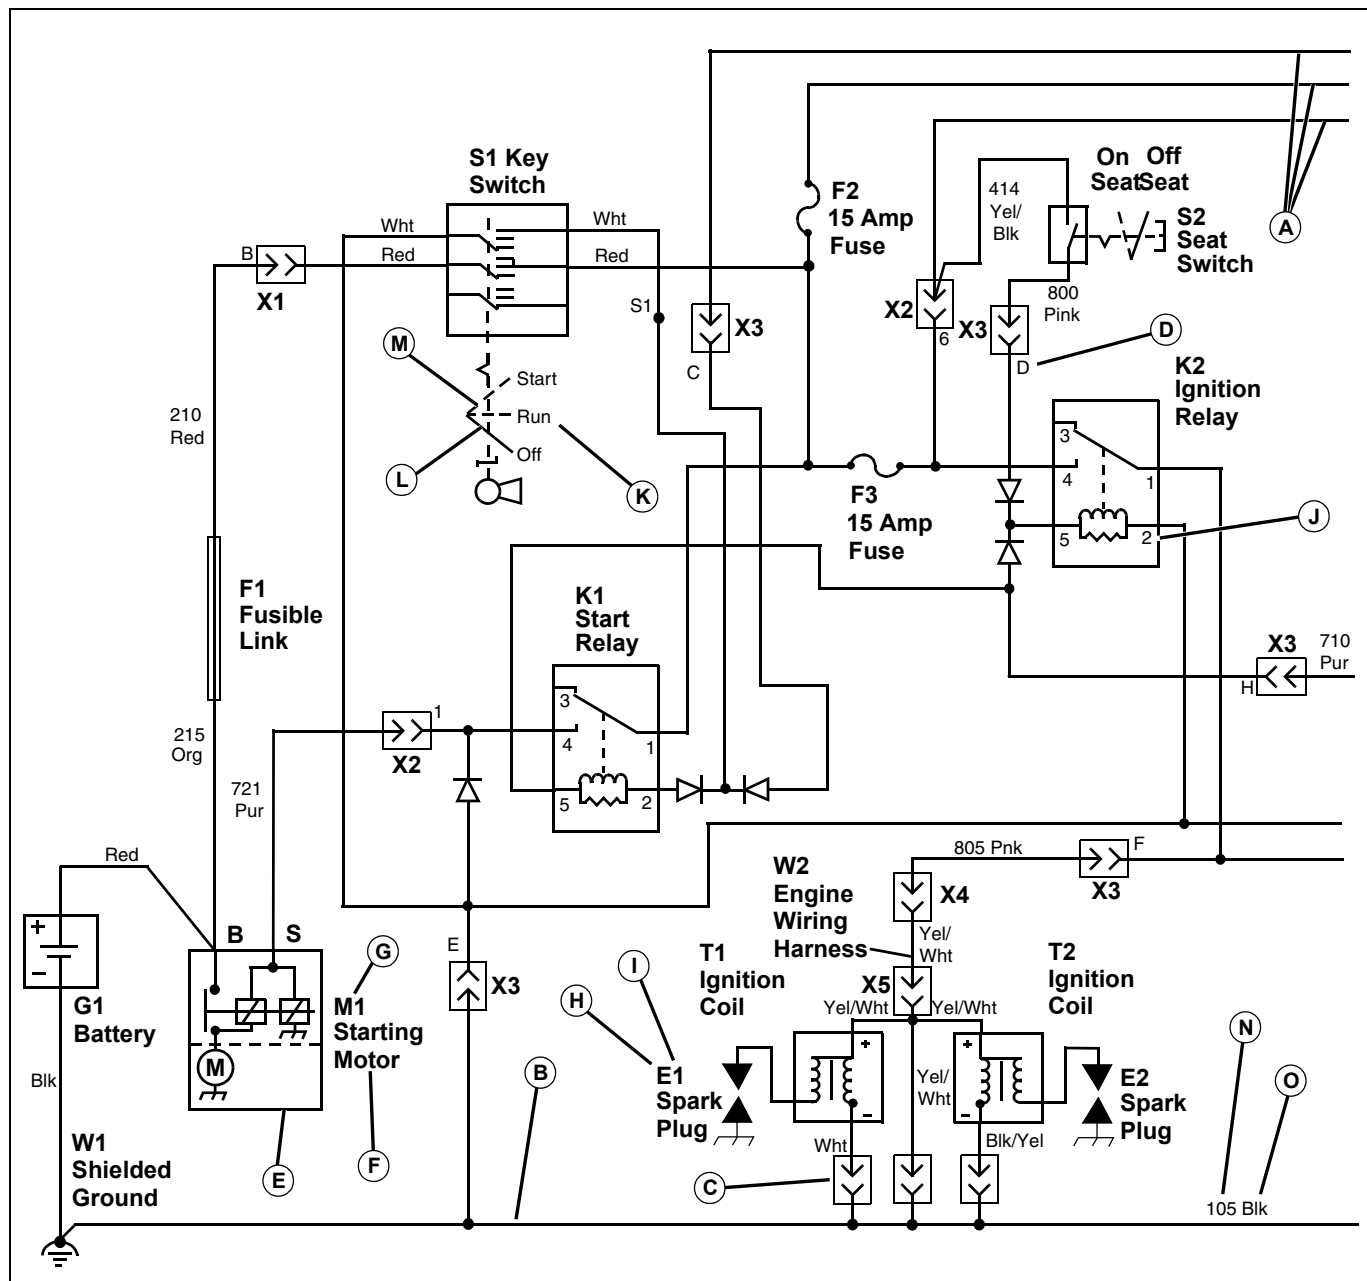 S1 Key
Switch
Wht
Wht
Red
Red
B
X1
S1
X3
C
F2
15 Amp
Fuse
414
Yel/
Blk
On Off
Seat Seat
S2
Seat
Switch
A
X2
6
X3
800
Pink
D
D
K2
Ignition
Relay
M
Start
Run
Off
L
K
210
Red
F3
15 Amp
Fuse
3
4
1
5
2
J
F1
Fusible
Link
K1
Start
Relay
X3
710
Pur
H
3
4
1
5
2
215
Org
X2
1
721
Pur
Red
805 Pnk
F
X3
W2
Engine
Wiring
Harness
X4
Yel/
Wht
+
-
G1
Battery
B
S
G
M1
Starting
Motor
M
E
X3
I
H
T1
Ignition
Coil
X5
Yel/Wht
Yel/Wht
T2
Ignition
Coil
N
O
Blk
E1
Spark
Plug
B
+
-
Yel/
Wht
+
-
E2
Spark
Plug
W1
Shielded
Ground
E
F
Wht
Blk/Yel
C
105 Blk